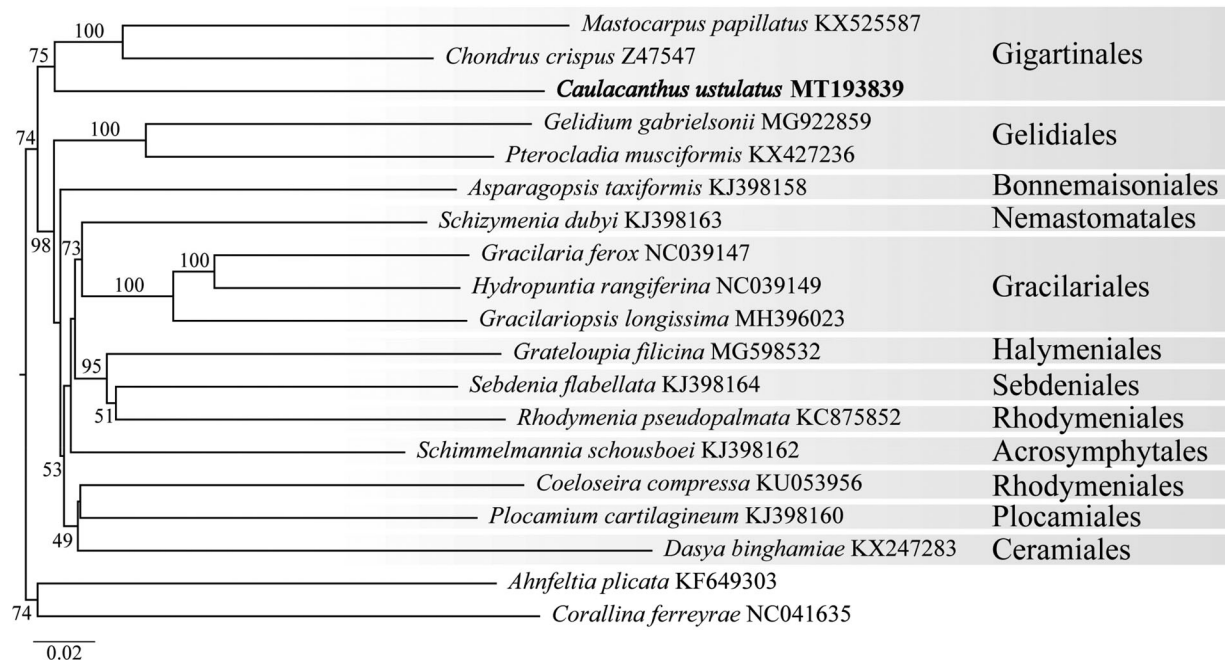 100
Mastocarpus papillatus KX525587
75
Chondrus crispus Z47547
Gigartinales
Caulacanthus ustulatus MT193839
74
100
Gelidium gabrielsonii MG922859
Gelidiales
Pterocladia musciformis KX427236
Asparagopsis taxiformis KJ398158
Bonnemaisoniales
98
73
Schizymenia dubyi KJ398163
Nemastomatales
100
Gracilaria ferox NC039147
100
Hydropuntia rangiferina NC039149
Gracilariales
Gracilariopsis longissima MH396023
95
Grateloupia filicina MG598532
Halymeniales
Sebdenia flabellata KJ398164
Sebdeniales
51
Rhodymenia pseudopalmata KC875852
Rhodymeniales
Schimmelmannia schousboei KJ398162
Acrosymphytales
53
Coeloseira compressa KU053956
Rhodymeniales
Plocamium cartilagineum KJ398160
Plocamiales
49
Dasya binghamiae KX247283
Ceramiales
Ahnfeltia plicata KF649303
74
Corallina ferreyrae NC041635
0.02